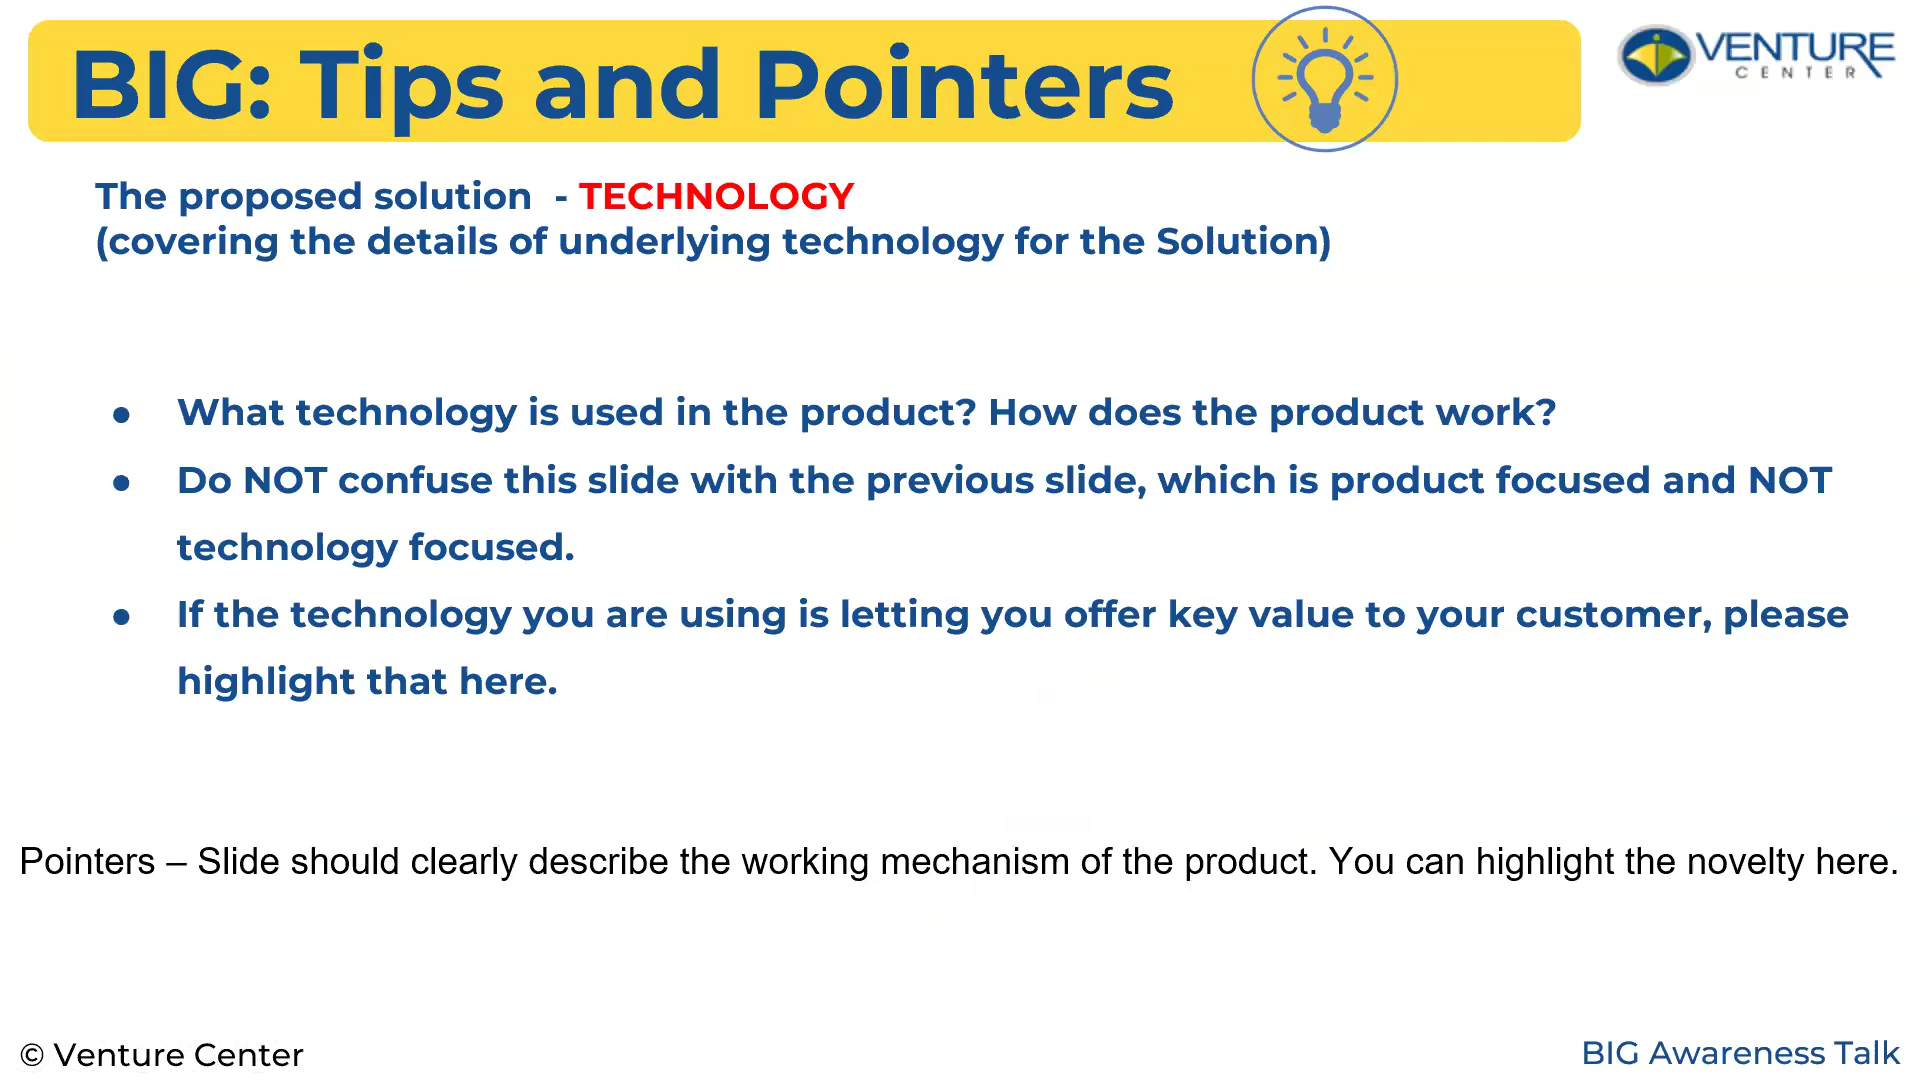 BIG: Tips and Pointers
VENTURE
CENTER
The proposed solution - TECHNOLOGY
(covering the details of underlying technology for the Solution)
● What technology is used in the product? How does the product work?
● Do NOT confuse this slide with the previous slide, which is product focused and NOT
technology focused.
● If the technology you are using is letting you offer key value to your customer, please
highlight that here.
Pointers – Slide should clearly describe the working mechanism of the product. You can highlight the novelty here.
© Venture Center
BIG Awareness Talk